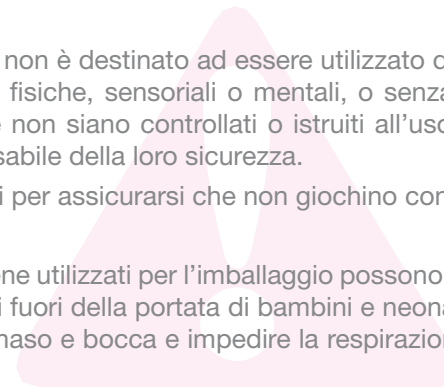 non è destinato ad essere utilizzato
fisiche, sensoriali o mentali, o senza
non siano controllati o istruiti all’uso
sabile della loro sicurezza.
i per assicurarsi che non giochino con
ne utilizzati per l’imballaggio possono
i fuori della portata di bambini e neona
naso e bocca e impedire la respirazion